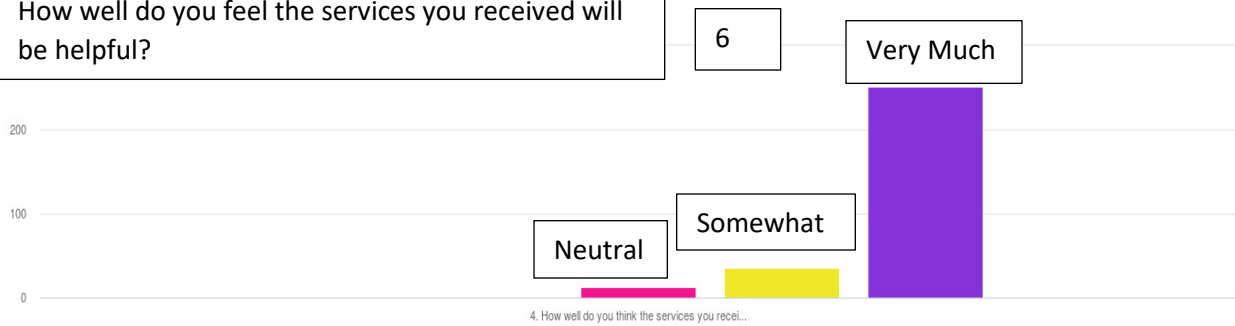 How well do you feel the services you received will
be helpful?
6
Very Much
200
100
Somewhat
Neutral
0
4. How well do you think the services you recei...